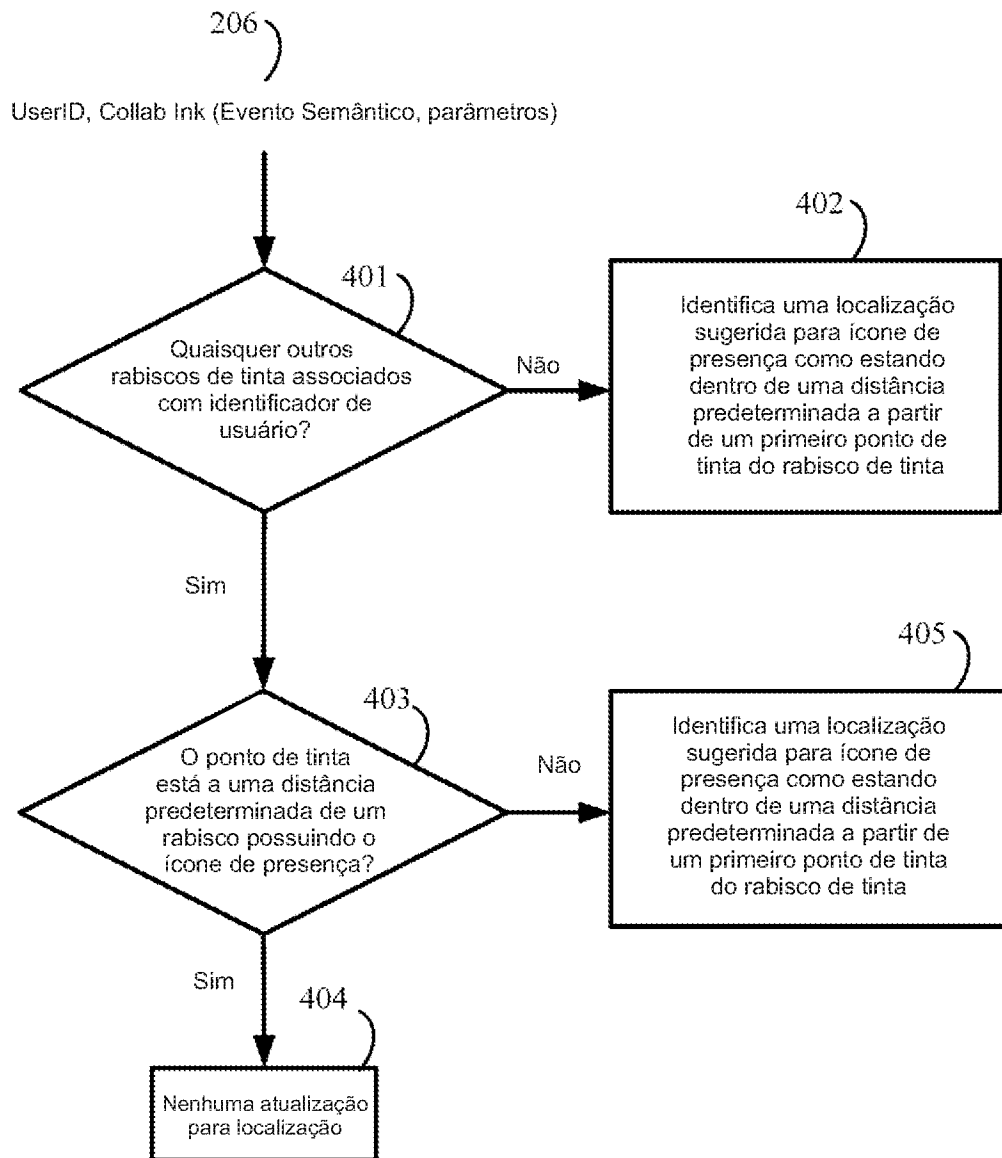 206
UserID, Collab Ink (Evento Semântico, parâmetros)
401
Quaisquer outros
rabiscos de tinta associados
com identificador de
usuário?
Não
402
Identifica uma localização
sugerida para ícone de
presença como estando
dentro de uma distância
predeterminada a partir
de um primeiro ponto de
tinta do rabisco de tinta
Sim
403
O ponto de tinta
está a uma distância
predeterminada de um
rabisco possuindo o
ícone de presença?
Não
405
Identifica uma localização
sugerida para ícone de
presença como estando
dentro de uma distância
predeterminada a partir de
um primeiro ponto de tinta
do rabisco de tinta
Sim
404
Nenhuma atualização
para localização